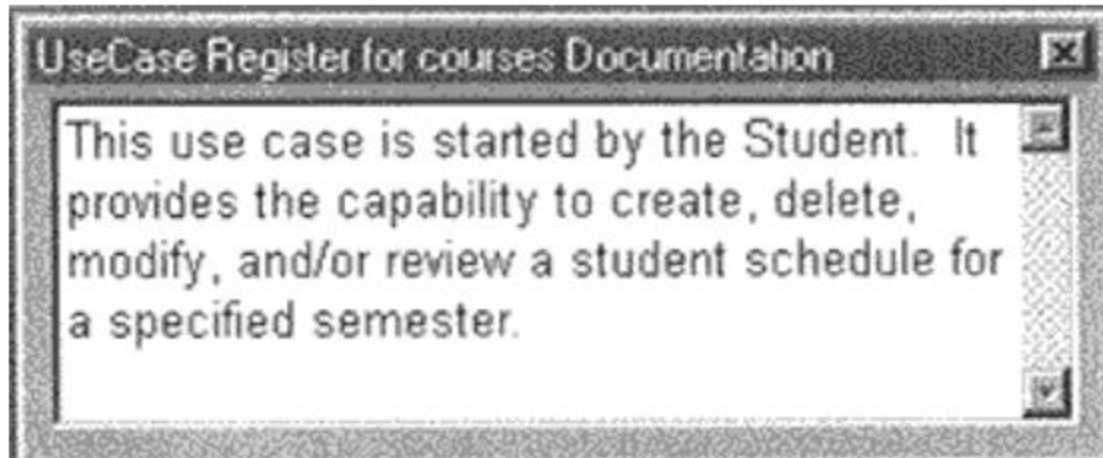 UseCase Register for courses Documentation
This use case is started by the Student.  It
provides the capability to create, delete,
modify, and/or review a student schedule for
a specified semester.